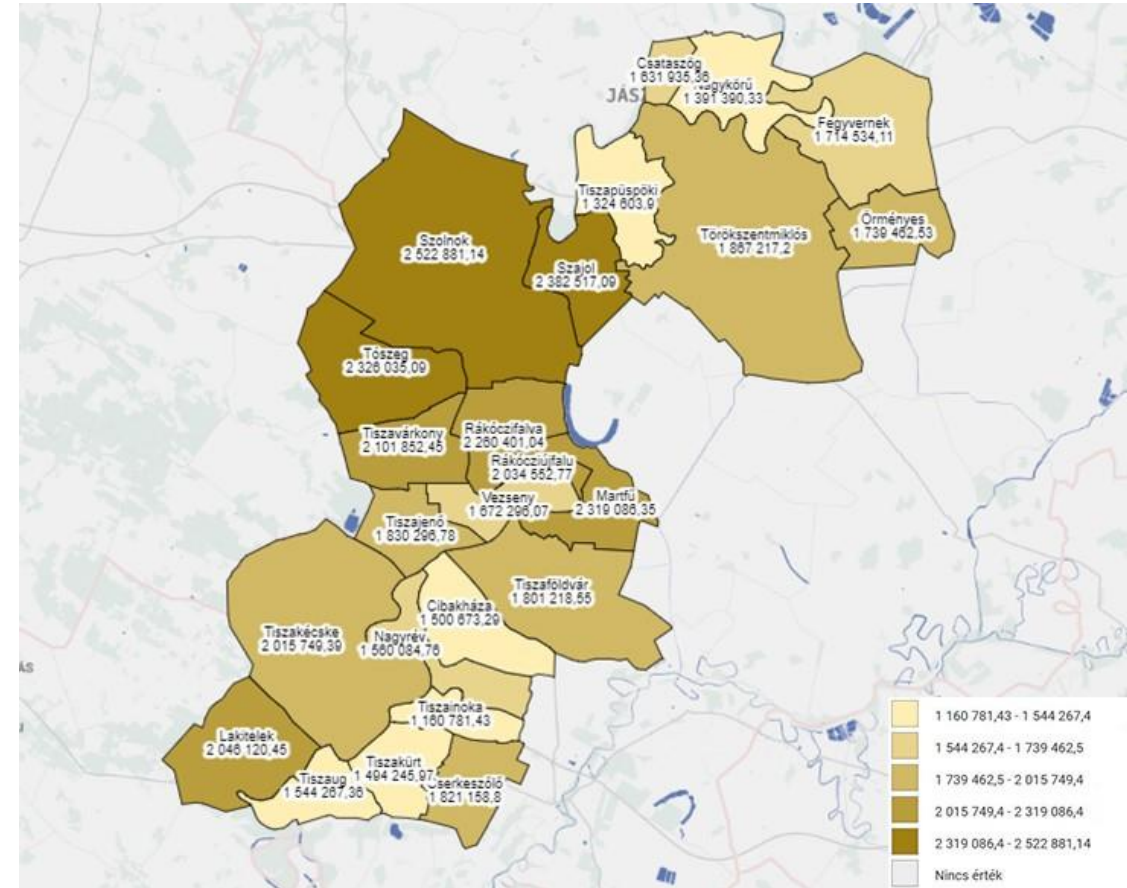 Csataszög
1 631 935,36
JÁSZ
Nagykörű
1 391 390,33
Fegyvernek
1 714 534,11
Tiszapüspöki
1 324 603,9
Örményes
1 739 462,53
Törökszentmiklós
1 867 217,2
Szolnok
2 522 881,14
Szajol
2 382 517,09
Tószeg
2 326 035,09
Tiszavárkony
2 101 852,45
Rákóczifalva
2 260 401,04
Rákócziújfalu
2 034 552,77
Vezseny
1 672 296,07
Martfű
2 319 086,35
Tiszajenő
1 830 296,78
Tiszaföldvár
1 801 218,55
Cibakháza
1 500 673,29
Tiszakécske
2 015 749,39
Nagyrév
1 560 084,76
ÁS
Tiszainoka
1 160 781,43
Lakitelek
2 046 120,45
Tiszakürt
1 494 245,97
Tiszaug
1 544 267,36
Cserkeszőlő
1 821 158,8
1 160 781,43 - 1 544 267,4
1 544 267,4 - 1 739 462,5
1 739 462,5 - 2 015 749,4
2 015 749,4 - 2 319 086,4
2 319 086,4 - 2 522 881,14
Nincs érték